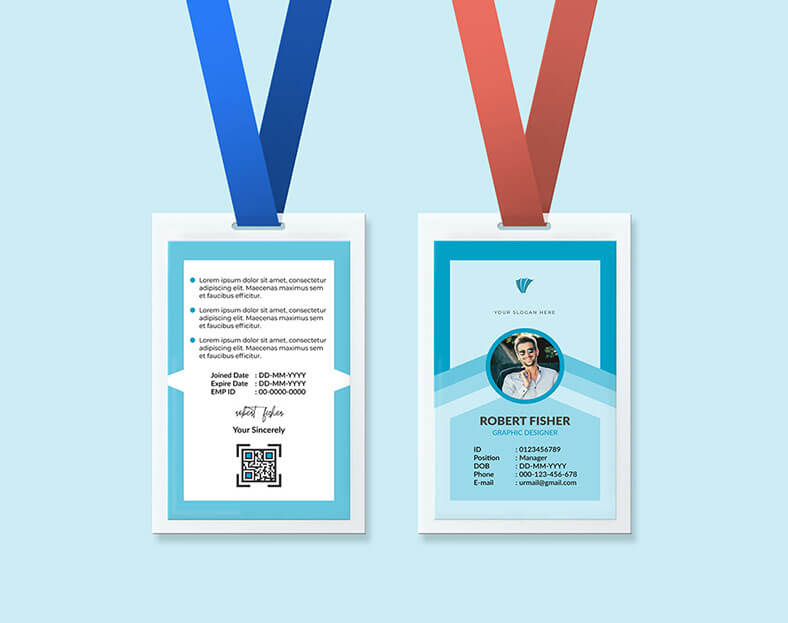 Lorem ipsum dolor sit amet, consectetur
adipiscing elit. Maecenas maximus sem
et faucibus efficitur.
Lorem ipsum dolor sit amet, consectetur
adipiscing elit. Maecenas maximus sem
et faucibus efficitur.
Lorem ipsum dolor sit amet, consectetur
adipiscing elit. Maecenas maximus sem
et faucibus efficitur.
Joined Date : DD-MM-YYYY
Expire Date : DD-MM-YYYY
EMP ID : 00-0000-0000
robert fisher
Your Sincerely
YOUR SLOGAN HERE
ROBERT FISHER
GRAPHIC DESIGNER
ID : 0123456789
Position : Manager
DOB : DD-MM-YYYY
Phone : 000-123-456-678
E-mail : urmail@gmail.com